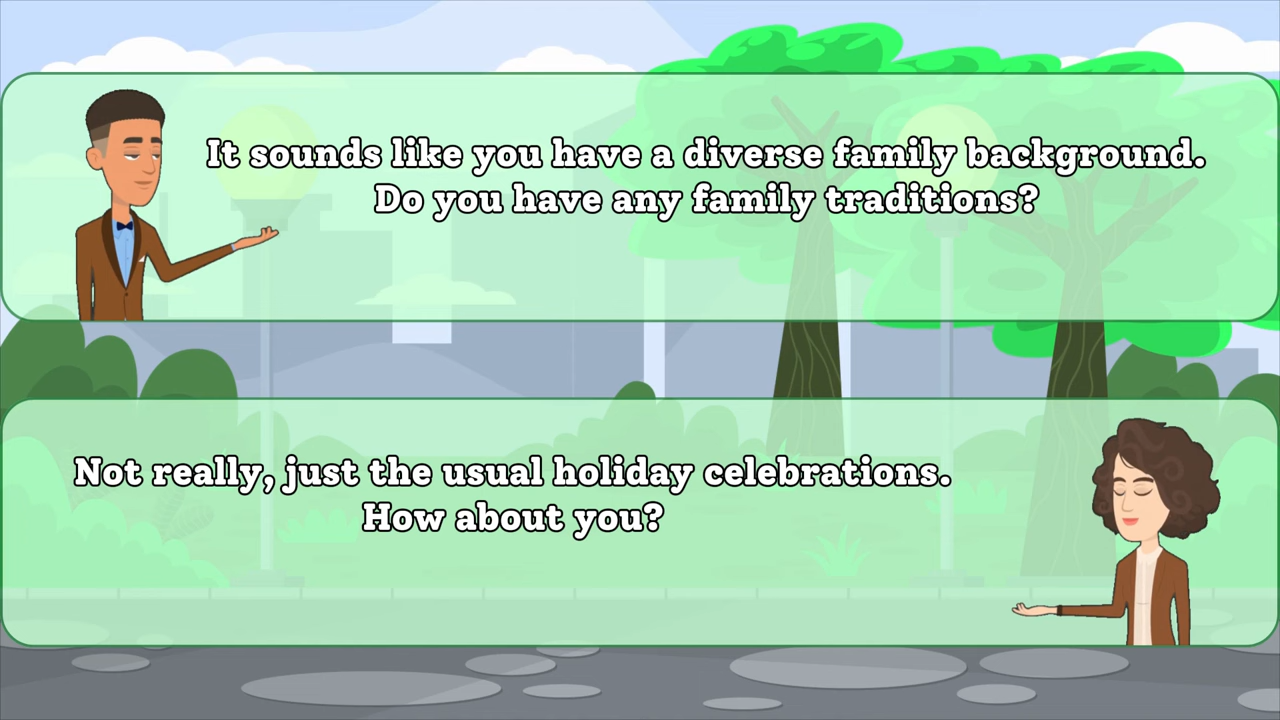 It sounds like you have a diverse family background.
Do you have any family traditions?
Not really, just the usual holiday celebrations.
How about you?